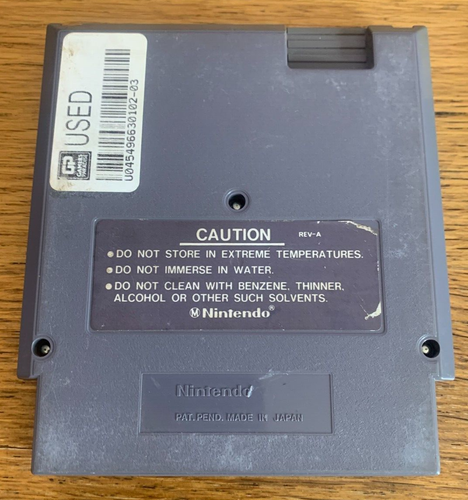 USED
U045496630102-03
CAUTION REV-A
• DO NOT STORE IN EXTREME TEMPERATURES.
• DO NOT IMMERSE IN WATER.
• DO NOT CLEAN WITH BENZENE, THINNER,
ALCOHOL OR OTHER SUCH SOLVENTS.
Ⓜ Nintendo®
Nintendo
PAT. PEND. MADE IN JAPAN